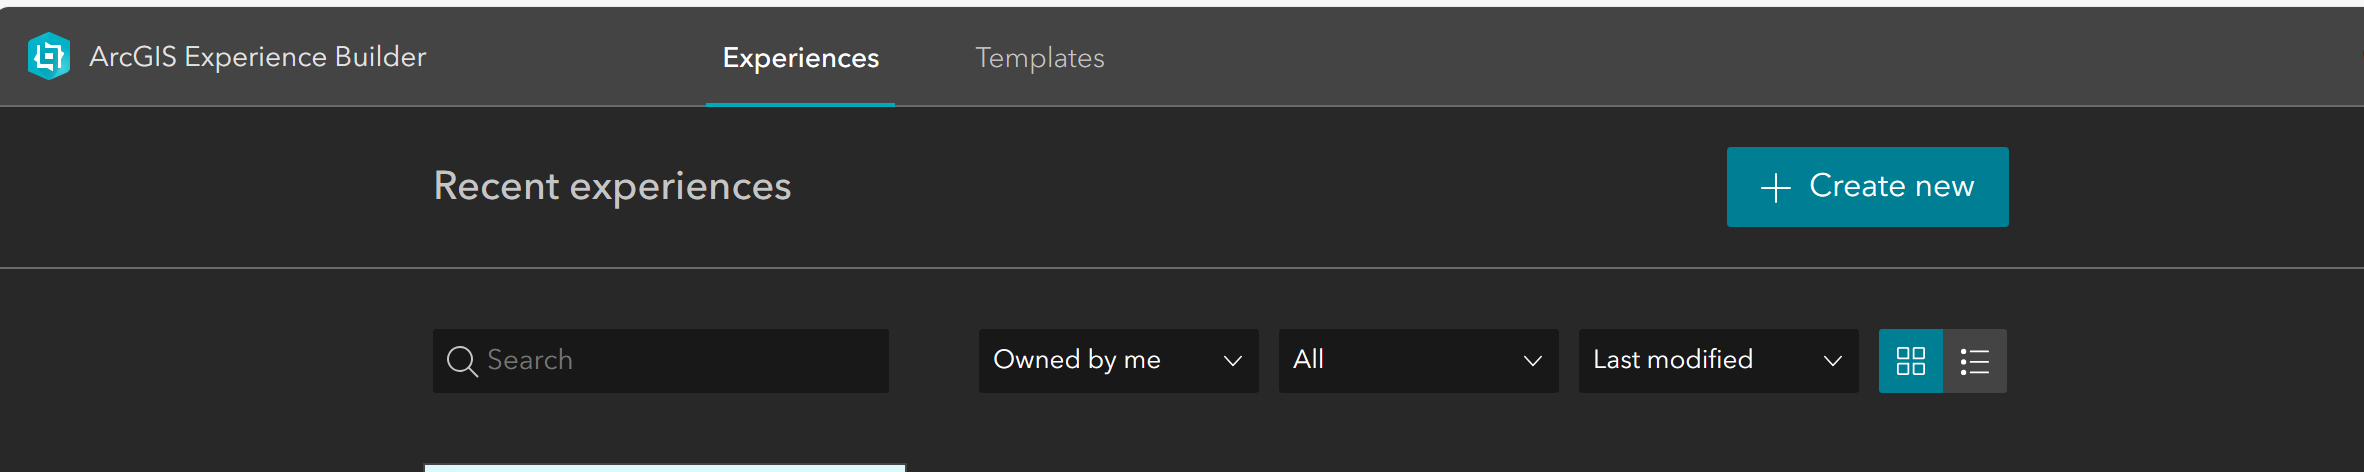 ArcGIS Experience Builder Experiences Templates
Recent experiences Create new
Search Owned by me All Last modified